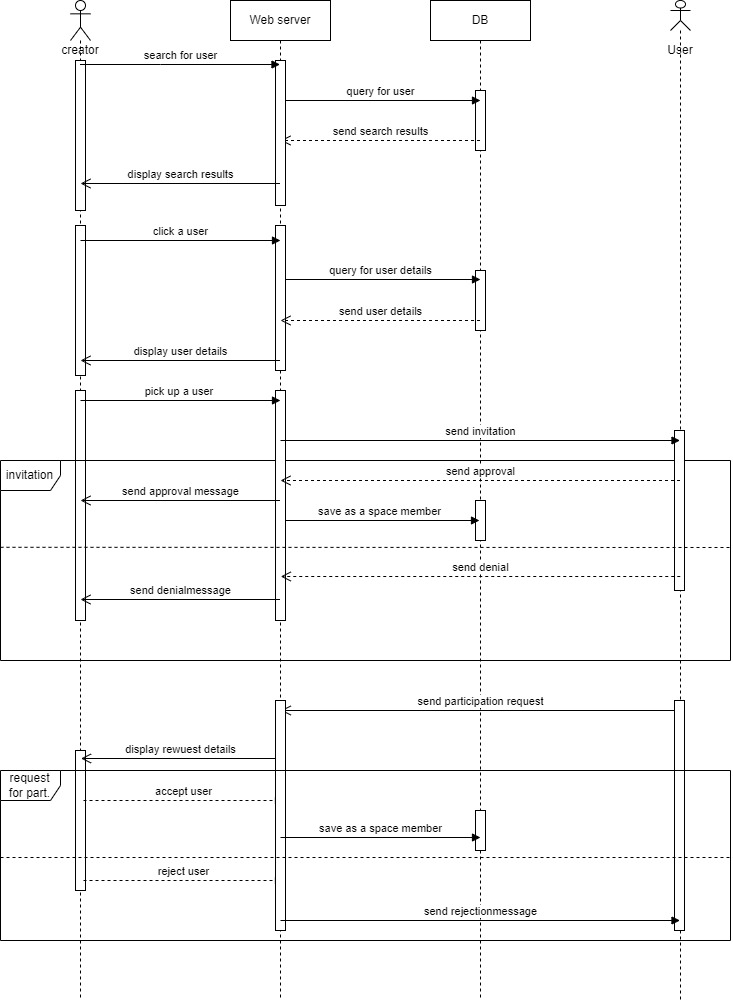 creator
Web server
DB
User
search for user
query for user
send search results
display search results
click a user
query for user details
send user details
display user details
pick up a user
send invitation
invitation
send approval
send approval message
save as a space member
send denial
send denialmessage
send participation request
display rewuest details
request
for part.
accept user
save as a space member
reject user
send rejectionmessage